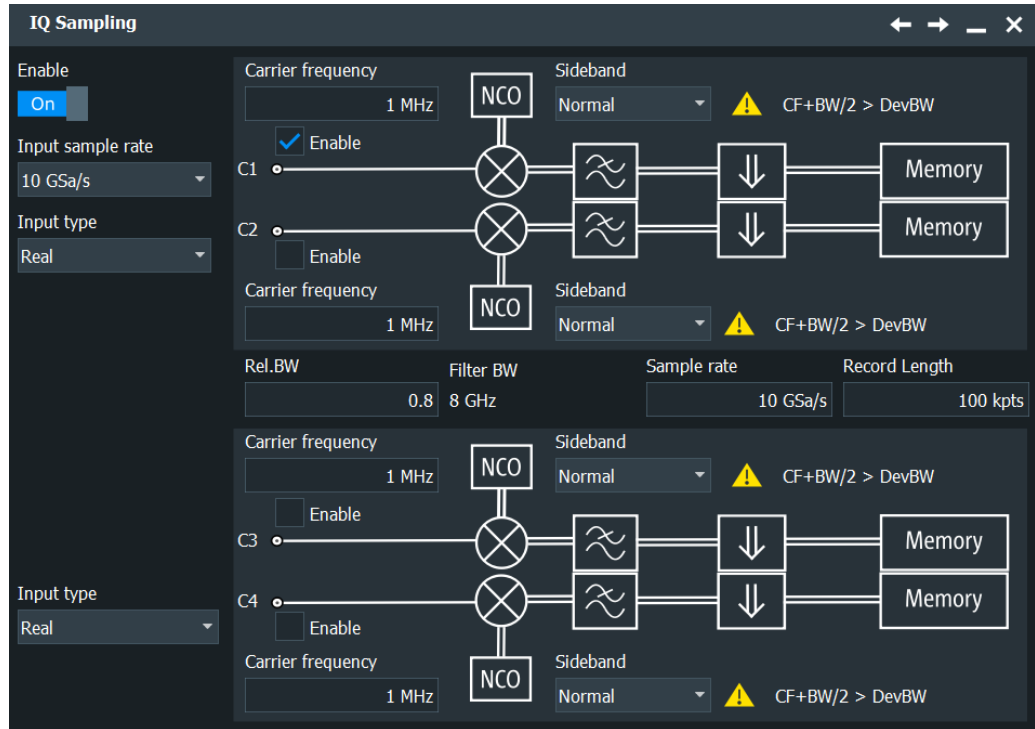 IQ Sampling
Enable
On
Input sample rate
10 GSa/s
Input type
Real
Carrier frequency
1 MHz
NCO
Sideband
Normal
CF+BW/2 > DevBW
Enable
C1
Memory
C2
Memory
Enable
Carrier frequency
1 MHz
NCO
Sideband
Normal
CF+BW/2 > DevBW
Rel.BW
0.8
Filter BW
8 GHz
Sample rate
10 GSa/s
Record Length
100 kpts
Carrier frequency
1 MHz
NCO
Sideband
Normal
CF+BW/2 > DevBW
Enable
C3
Memory
Input type
Real
C4
Memory
Enable
Carrier frequency
1 MHz
NCO
Sideband
Normal
CF+BW/2 > DevBW